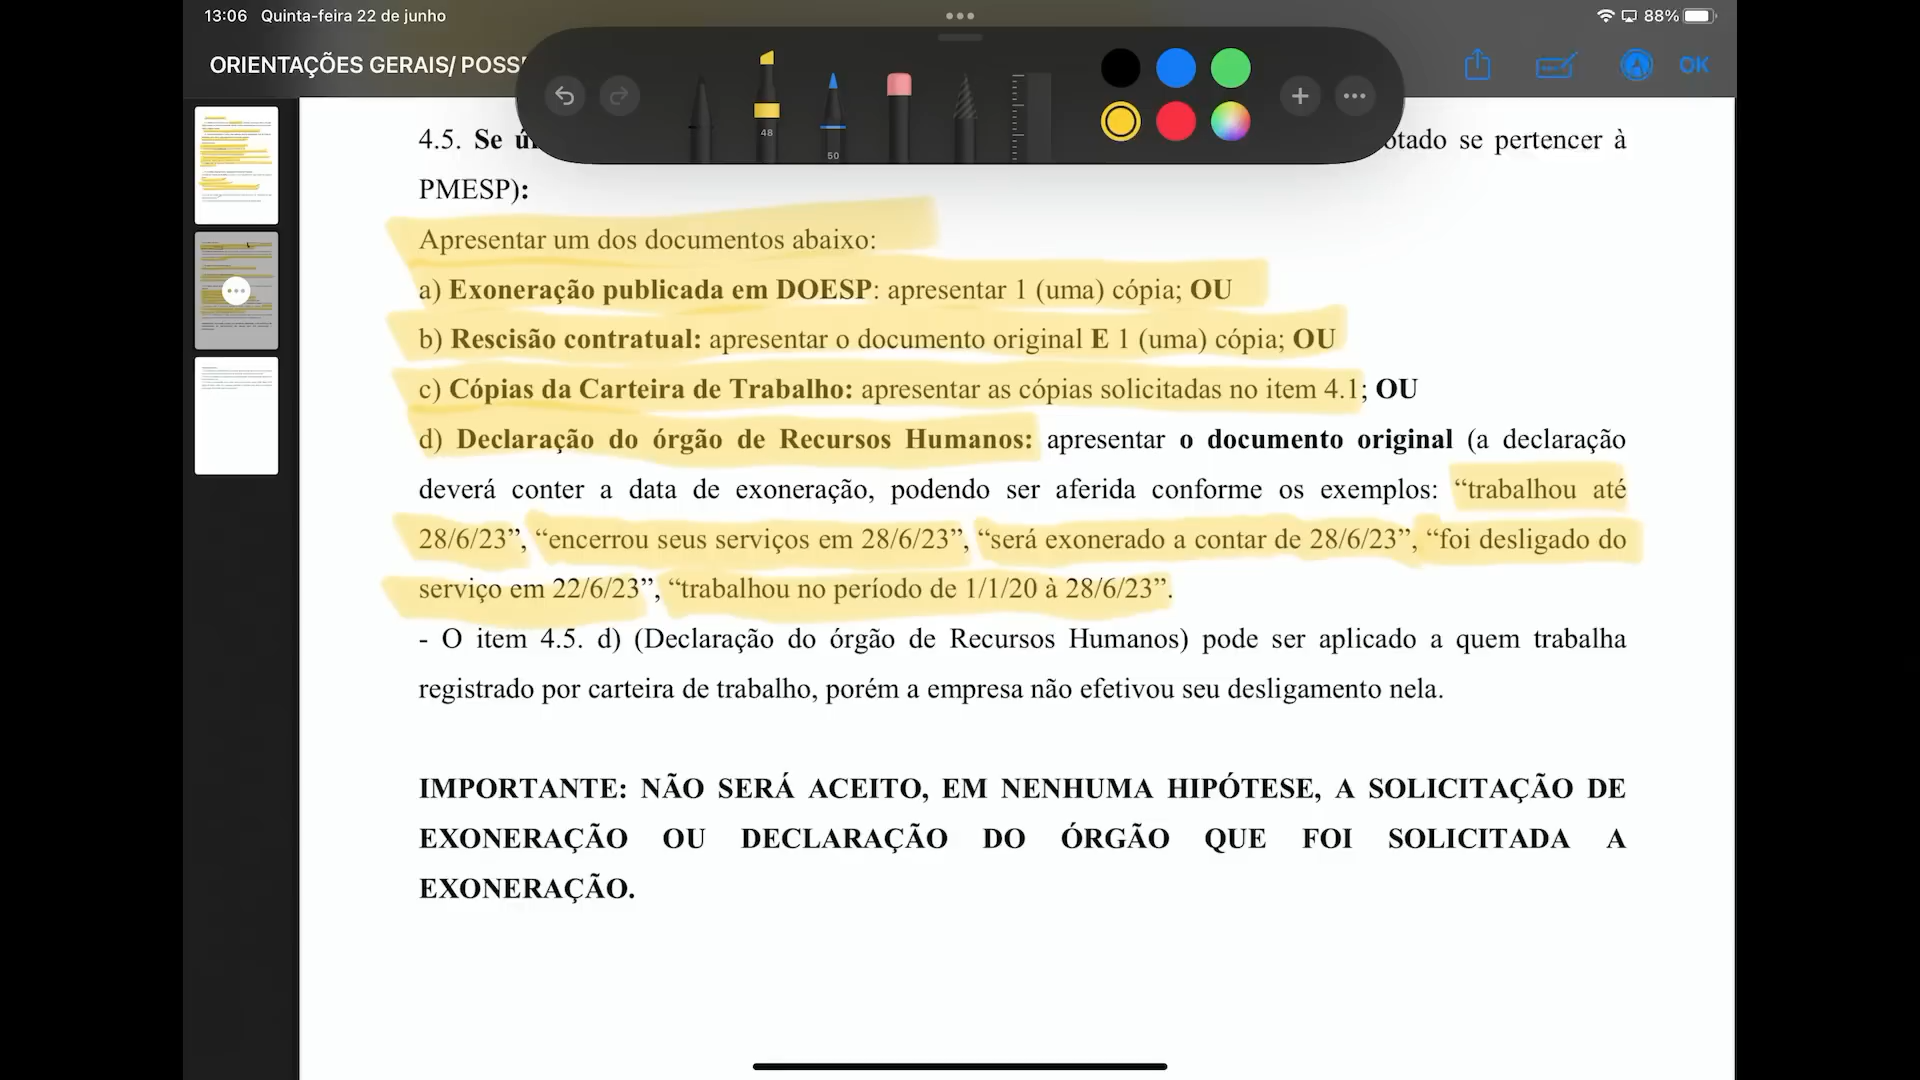 13:06 Quinta-feira 22 de junho
88%
ORIENTAÇÕES GERAIS/
OK
48
50
4.5. Se
se pertencer à
PMESP):
Apresentar um dos documentos abaixo:
a) Exoneração publicada em DOESP: apresentar 1 (uma) cópia; OU
b) Rescisão contratual: apresentar o documento original E 1 (uma) cópia; OU
c) Cópias da Carteira de Trabalho: apresentar as cópias solicitadas no item 4.1; OU
d) Declaração do órgão de Recursos Humanos: apresentar o documento original (a declaração
deverá conter a data de exoneração, podendo ser aferida conforme os exemplos: “trabalhou até
28/6/23”, “encerrou seus serviços em 28/6/23”, “será exonerado a contar de 28/6/23”, “foi desligado do
serviço em 22/6/23”, “trabalhou no período de 1/1/20 à 28/6/23”.
- O item 4.5. d) (Declaração do órgão de Recursos Humanos) pode ser aplicado a quem trabalha
registrado por carteira de trabalho, porém a empresa não efetivou seu desligamento nela.
IMPORTANTE: NÃO SERÁ ACEITO, EM NENHUMA HIPÓTESE, A SOLICITAÇÃO DE
EXONERAÇÃO OU DECLARAÇÃO DO ÓRGÃO QUE FOI SOLICITADA A
EXONERAÇÃO.